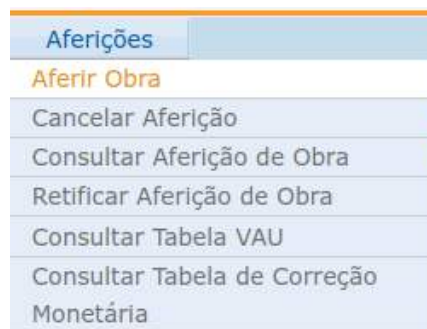 Aferições
Aferir Obra
Cancelar Aferição
Consultar Aferição de Obra
Retificar Aferição de Obra
Consultar Tabela VAU
Consultar Tabela de Correção
Monetária